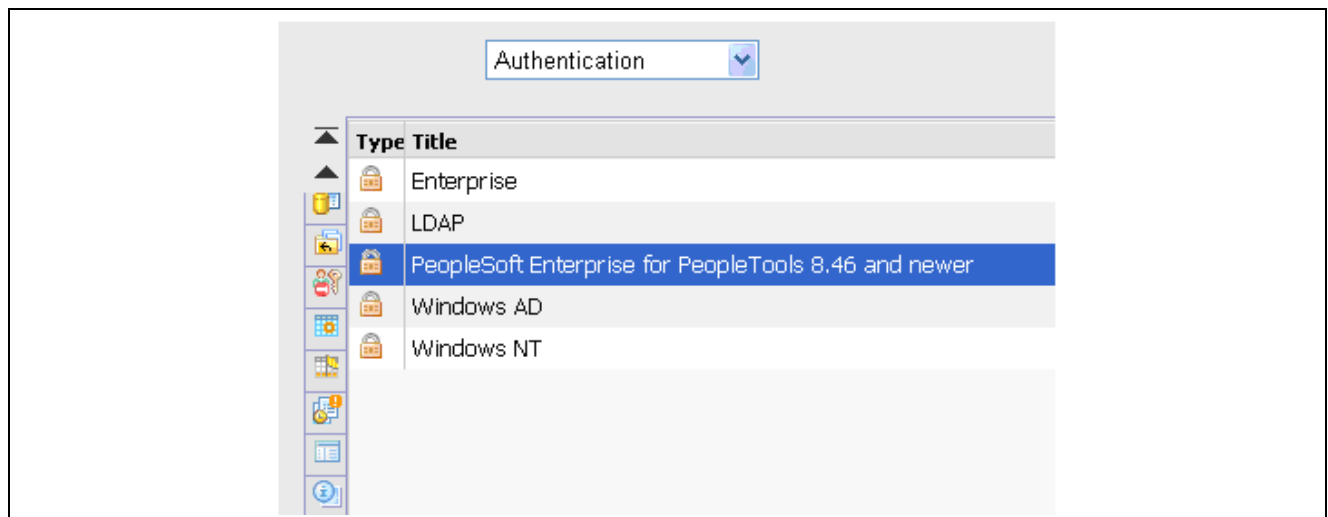 Authentication
Type Title
Enterprise
LDAP
PeopleSoft Enterprise for PeopleTools 8.46 and newer
Windows AD
Windows NT